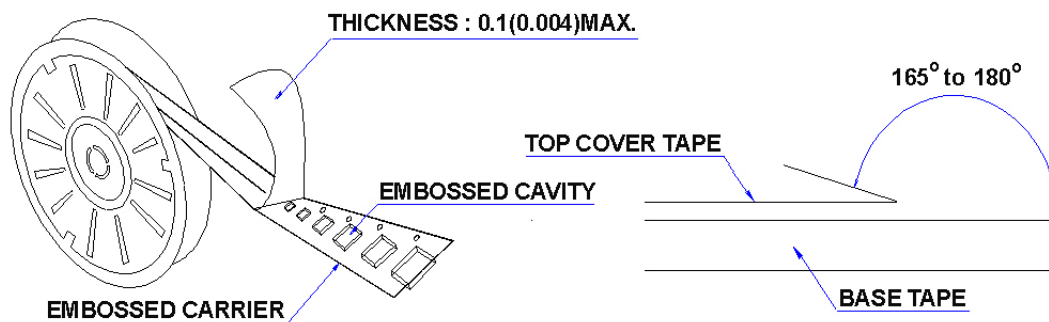 THICKNESS : 0.1(0.004)MAX.
165° to 180°
TOP COVER TAPE
EMBOSSED CAVITY
EMBOSSED CARRIER
BASE TAPE